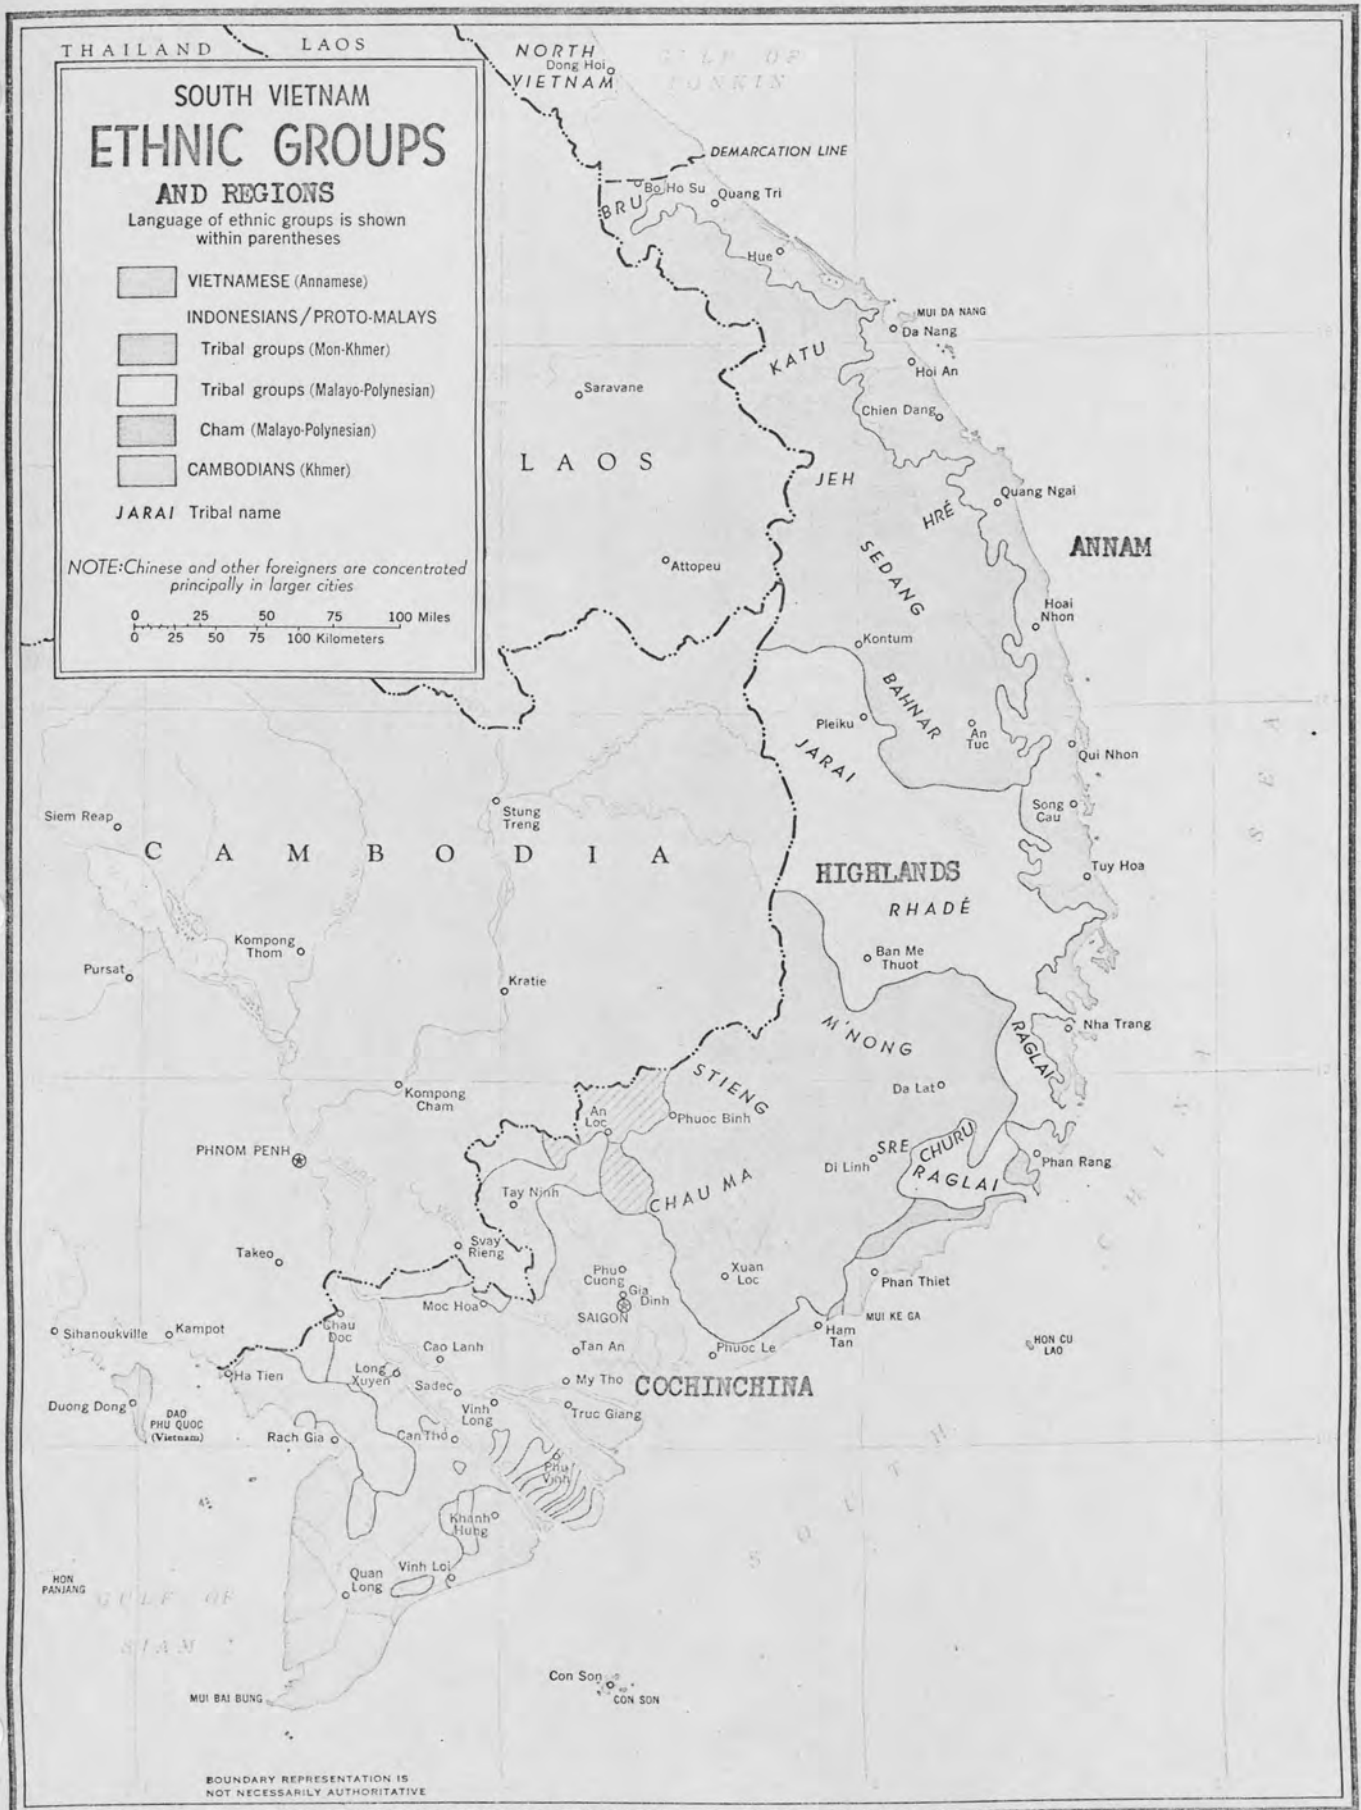 THAILAND
LAOS
NORTH
VIETNAM
Dong Hoi
GULF OF
TONKIN
SOUTH VIETNAM
ETHNIC GROUPS
AND REGIONS
Language of ethnic groups is shown
within parentheses
VIETNAMESE (Annamese)
INDONESIANS/PROTO-MALAYS
Tribal groups (Mon-Khmer)
Tribal groups (Malayo-Polynesian)
Cham (Malayo-Polynesian)
CAMBODIANS (Khmer)
JARAI Tribal name
NOTE: Chinese and other foreigners are concentrated
principally in larger cities
0 25 50 75 100 Miles
0 25 50 75 100 Kilometers
DEMARCATION LINE
Bo Ho Su
Quang Tri
BRU
Hue
MUI DA NANG
Da Nang
KATU
Hoi An
Saravane
Chien Dang
LAOS
JEH
Quang Ngai
HRÉ
ANNAM
SEDANG
Attopeu
Hoai
Nhon
Kontum
BAHNAR
Pleiku
An
Tuc
JARAI
Qui Nhon
Stung
Treng
Song
Cau
Siem Reap
CAMBODIA
HIGHLANDS
Tuy Hoa
RHADÉ
Kompong
Thom
Ban Me
Thuot
Pursat
Kratie
M'NONG
RAGLAI
Nha Trang
STIENG
Kompong
Cham
Da Lat
An
Loc
Phuoc Binh
PHNOM PENH
SRE
CHURU
Di Linh
RAGLAI
Phan Rang
CHAU MA
Tay Ninh
Svay
Rieng
Takeo
Phu
Cuong
Xuan
Loc
Phan Thiet
Gia
Dinh
SAIGON
Moc Hoa
MUI KE GA
Chau
Doc
Ham
Tan
Sihanoukville
Kampot
HON CU
LAO
Cao Lanh
Tan An
Phuoc Le
Ha Tien
Long
Xuyen
Sadec
My Tho
COCHINCHINA
Duong Dong
DAO
PHU QUOC
(Vietnam)
Vinh
Long
Truc Giang
Rach Gia
Can Tho
Phu
Vinh
Khanh
Hung
Quan
Long
Vinh Loi
HON
PANJANG
GULF OF
SIAM
SOUTH CHINA SEA
Con Son
CON SON
MUI BAI BUNG
BOUNDARY REPRESENTATION IS
NOT NECESSARILY AUTHORITATIVE